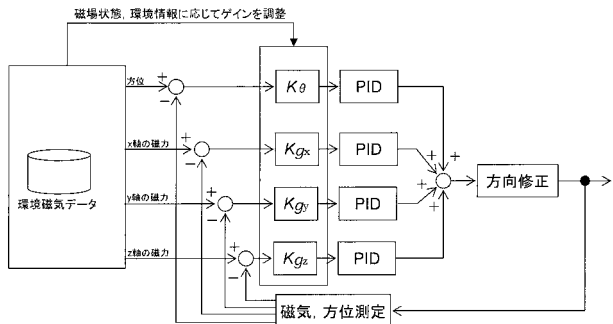 磁場状態，環境情報に応じてゲインを調整
方位
+
−
Kθ
PID
x軸の磁力
+
−
Kgx
PID
+
+
+
+
方向修正
環境磁気データ
y軸の磁力
+
−
Kgy
PID
z軸の磁力
+
−
Kgz
PID
磁気，方位測定